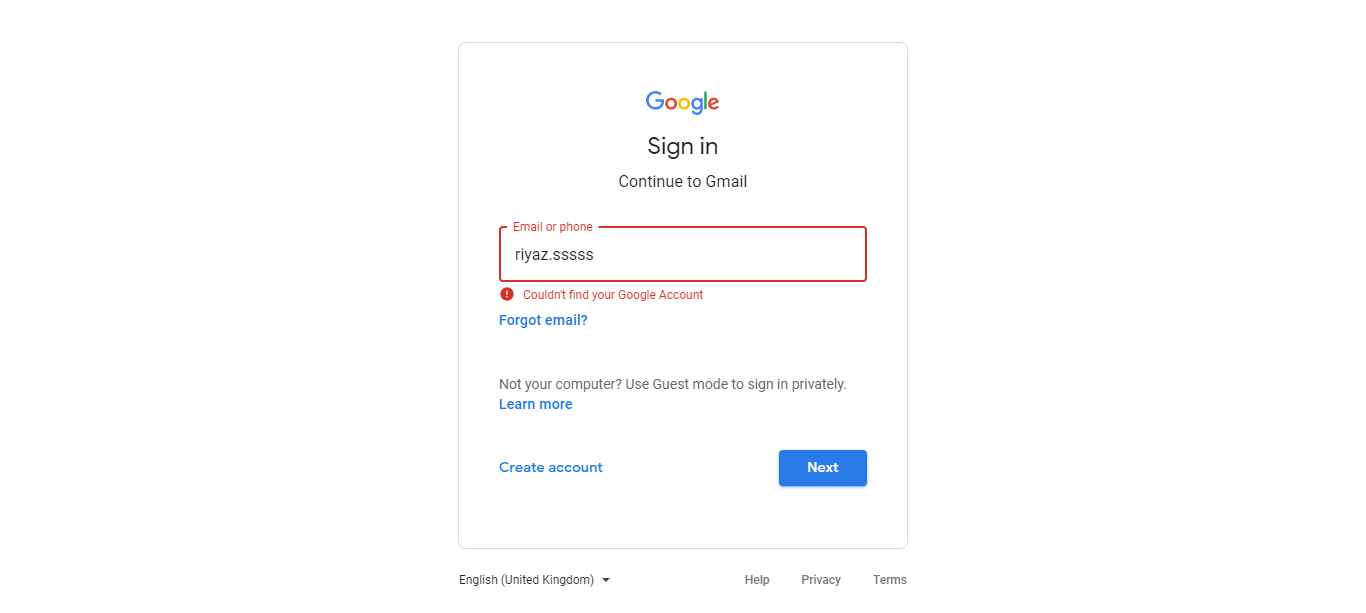 Google
Sign in
Continue to Gmail
Email or phone
riyaz.sssss
Couldn't find your Google Account
Forgot email?
Not your computer? Use Guest mode to sign in privately.
Learn more
Create account
Next
English (United Kingdom)
Help
Privacy
Terms